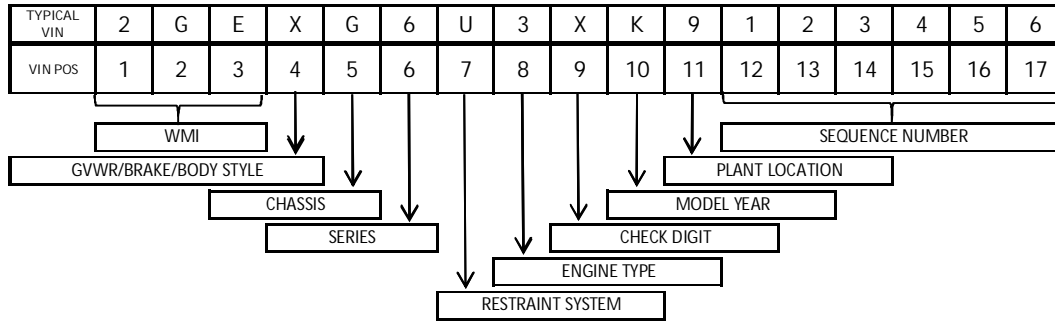 TYPICAL VIN 2 G E X G 6 U 3 X K 9 1 2 3 4 5 6
VIN POS 1 2 3 4 5 6 7 8 9 10 11 12 13 14 15 16 17
WMI SEQUENCE NUMBER
GVWR/BRAKE/BODY STYLE PLANT LOCATION
CHASSIS MODEL YEAR
SERIES CHECK DIGIT
ENGINE TYPE
RESTRAINT SYSTEM